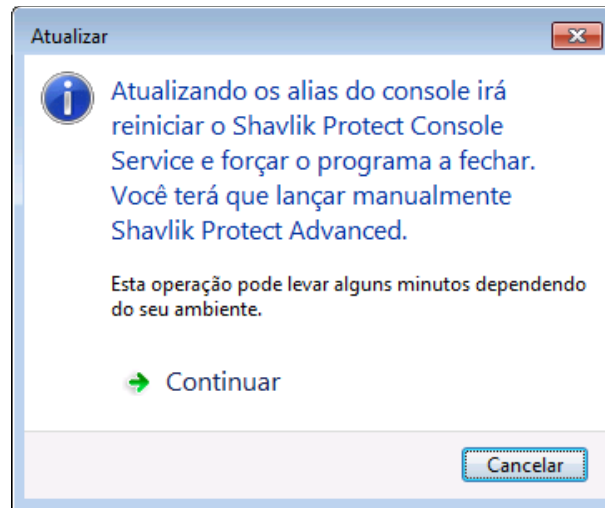 Atualizar
Atualizando os alias do console irá
reiniciar o Shavlik Protect Console
Service e forçar o programa a fechar.
Você terá que lançar manualmente
Shavlik Protect Advanced.
Esta operação pode levar alguns minutos dependendo
do seu ambiente.
Continuar
Cancelar